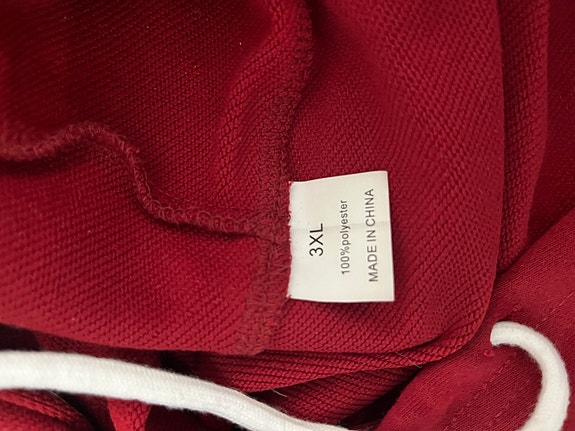 3XL
100%polyester
MADE IN CHINA